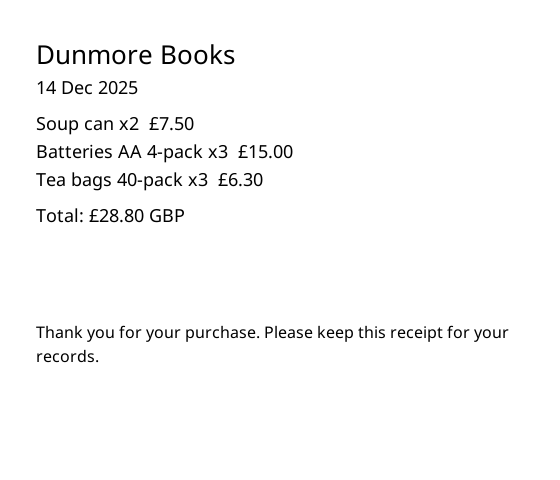 Dunmore Books
14 Dec 2025
Soup can x2  £7.50
Batteries AA 4-pack x3  £15.00
Tea bags 40-pack x3  £6.30
Total: £28.80 GBP
Thank you for your purchase. Please keep this receipt for your
records.